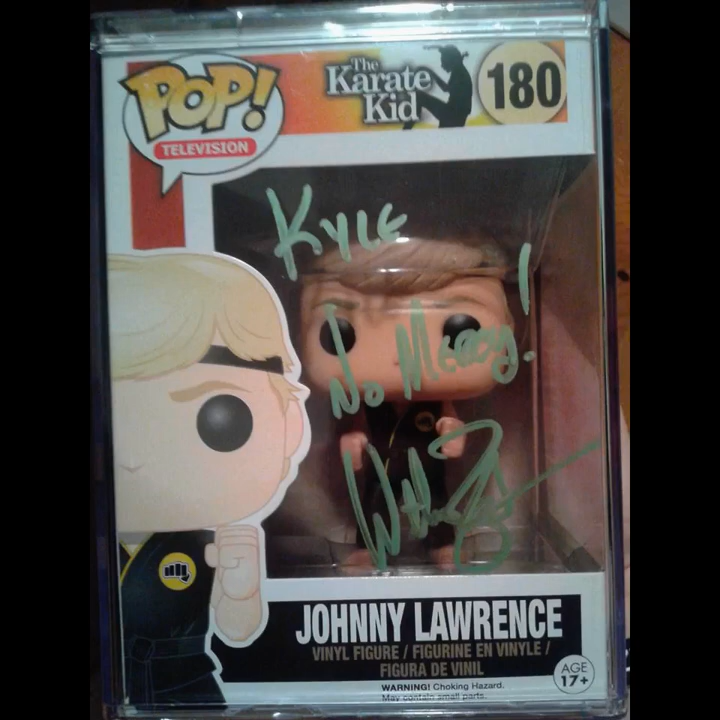 POP!
TELEVISION
The
Karate
Kid
180
KYLE
No Mercy!
JOHNNY LAWRENCE
VINYL FIGURE / FIGURINE EN VINYLE /
FIGURA DE VINIL
WARNING! Choking Hazard.
May contain small parts.
AGE
17+